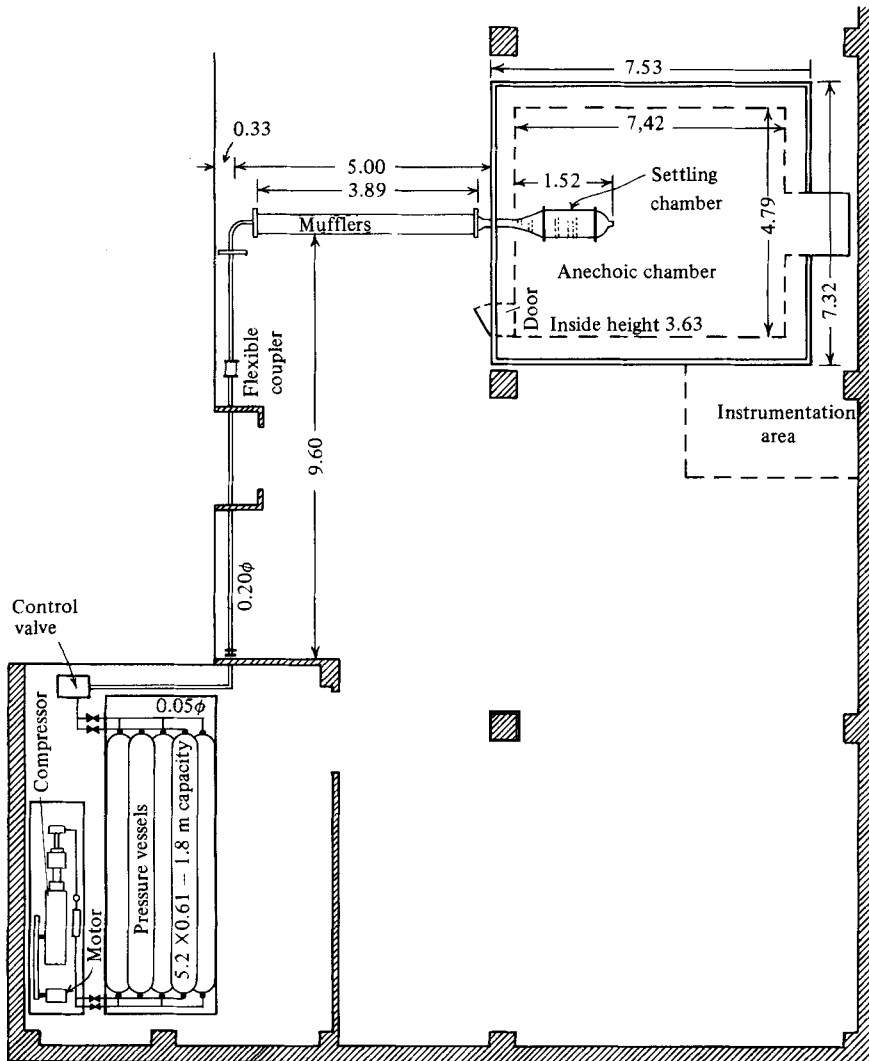 7.53
0.33
7,42
5.00
3.89
1.52
Settling
chamber
Mufflers
4.79
7.32
Anechoic chamber
Door
Inside height 3.63
Flexible
coupler
Instrumentation
area
9.60
0.20ϕ
Control
valve
0.05ϕ
Compressor
Pressure vessels
5.2 X 0.61 – 1.8 m capacity
Motor